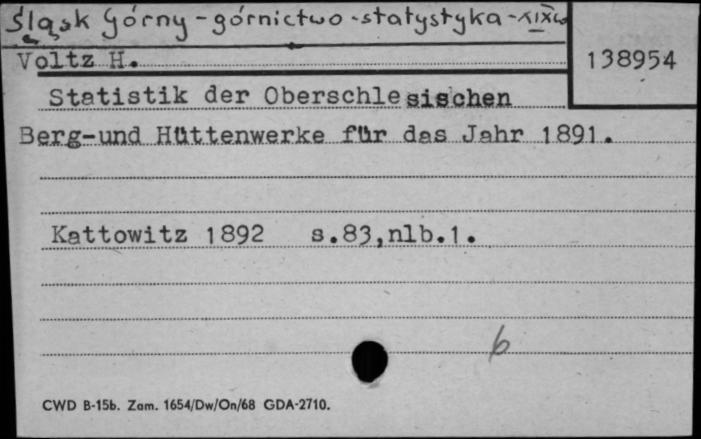 Śląsk Górny - górnictwo - statystyka - XIXw
Voltz H.
138954
Statistik der Oberschlesischen
Berg-und Hüttenwerke für das Jahr 1891.
Kattowitz 1892 s.83,nlb.1.
6
CWD B-15b. Zam. 1654/Dw/On/68 GDA-2710.